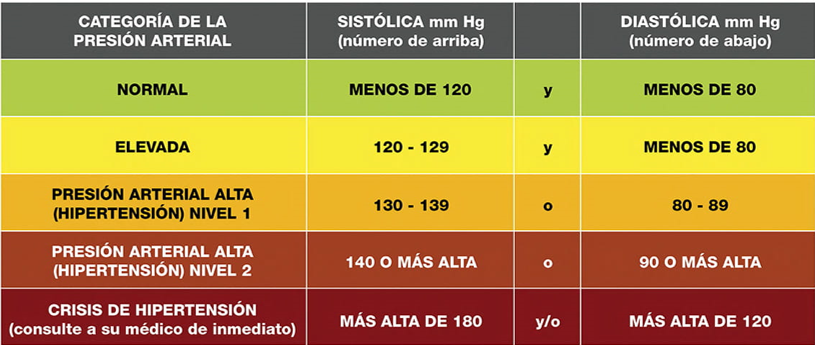 CATEGORÍA DE LA
PRESIÓN ARTERIAL
SISTÓLICA mm Hg
(número de arriba)
DIASTÓLICA mm Hg
(número de abajo)
NORMAL
MENOS DE 120
y
MENOS DE 80
ELEVADA
120 - 129
y
MENOS DE 80
PRESIÓN ARTERIAL ALTA
(HIPERTENSIÓN) NIVEL 1
130 - 139
o
80 - 89
PRESIÓN ARTERIAL ALTA
(HIPERTENSIÓN) NIVEL 2
140 O MÁS ALTA
o
90 O MÁS ALTA
CRISIS DE HIPERTENSIÓN
(consulte a su médico de inmediato)
MÁS ALTA DE 180
y/o
MÁS ALTA DE 120